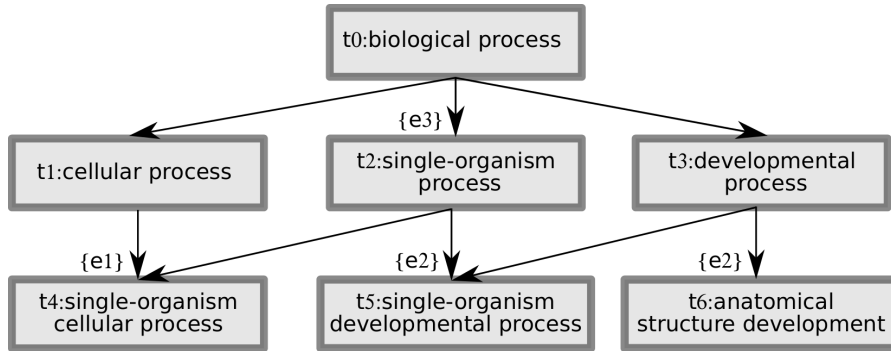 t0:biological process
{e3}
t1:cellular process
t2:single-organism
process
t3:developmental
process
{e1}
{e2}
{e2}
t4:single-organism
cellular process
t5:single-organism
developmental process
t6:anatomical
structure development